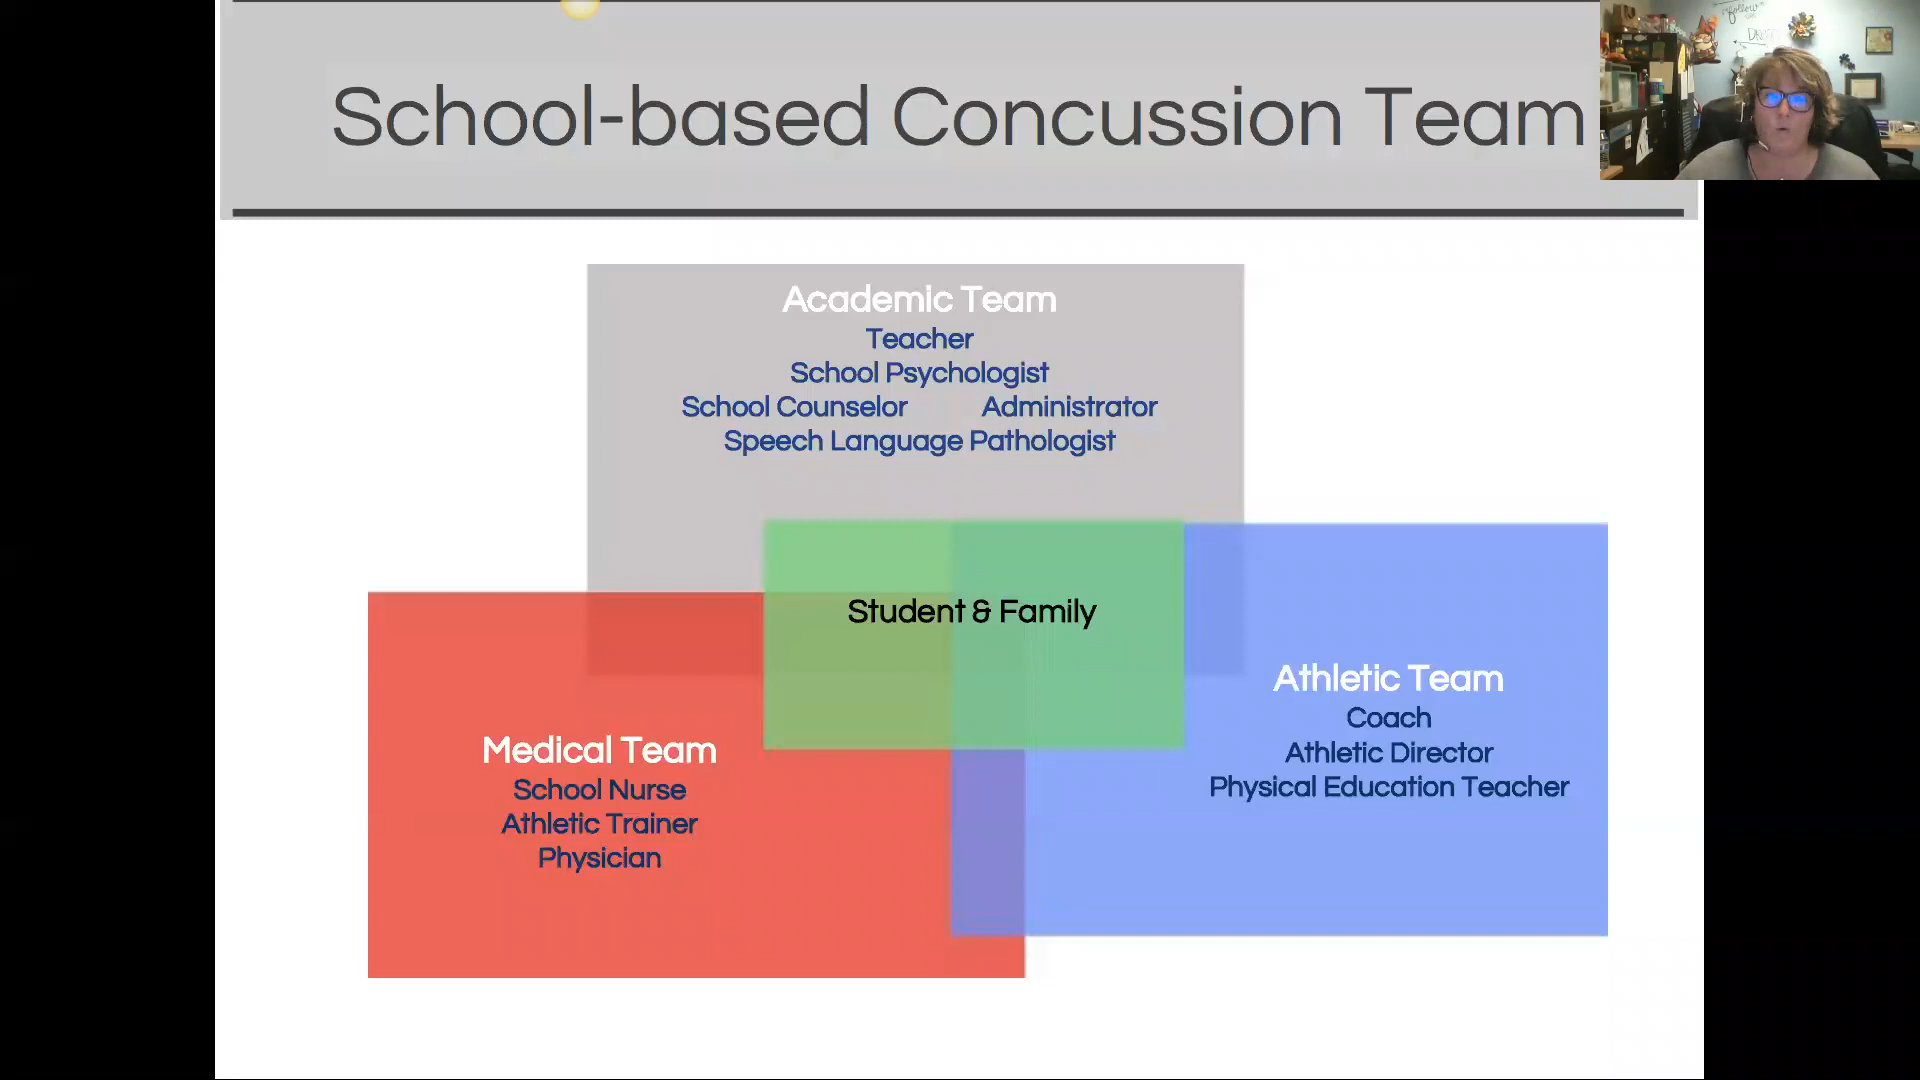 School-based Concussion Team
follow
Academic Team
Teacher
School Psychologist
School Counselor Administrator
Speech Language Pathologist
Student & Family
Athletic Team
Coach
Athletic Director
Physical Education Teacher
Medical Team
School Nurse
Athletic Trainer
Physician